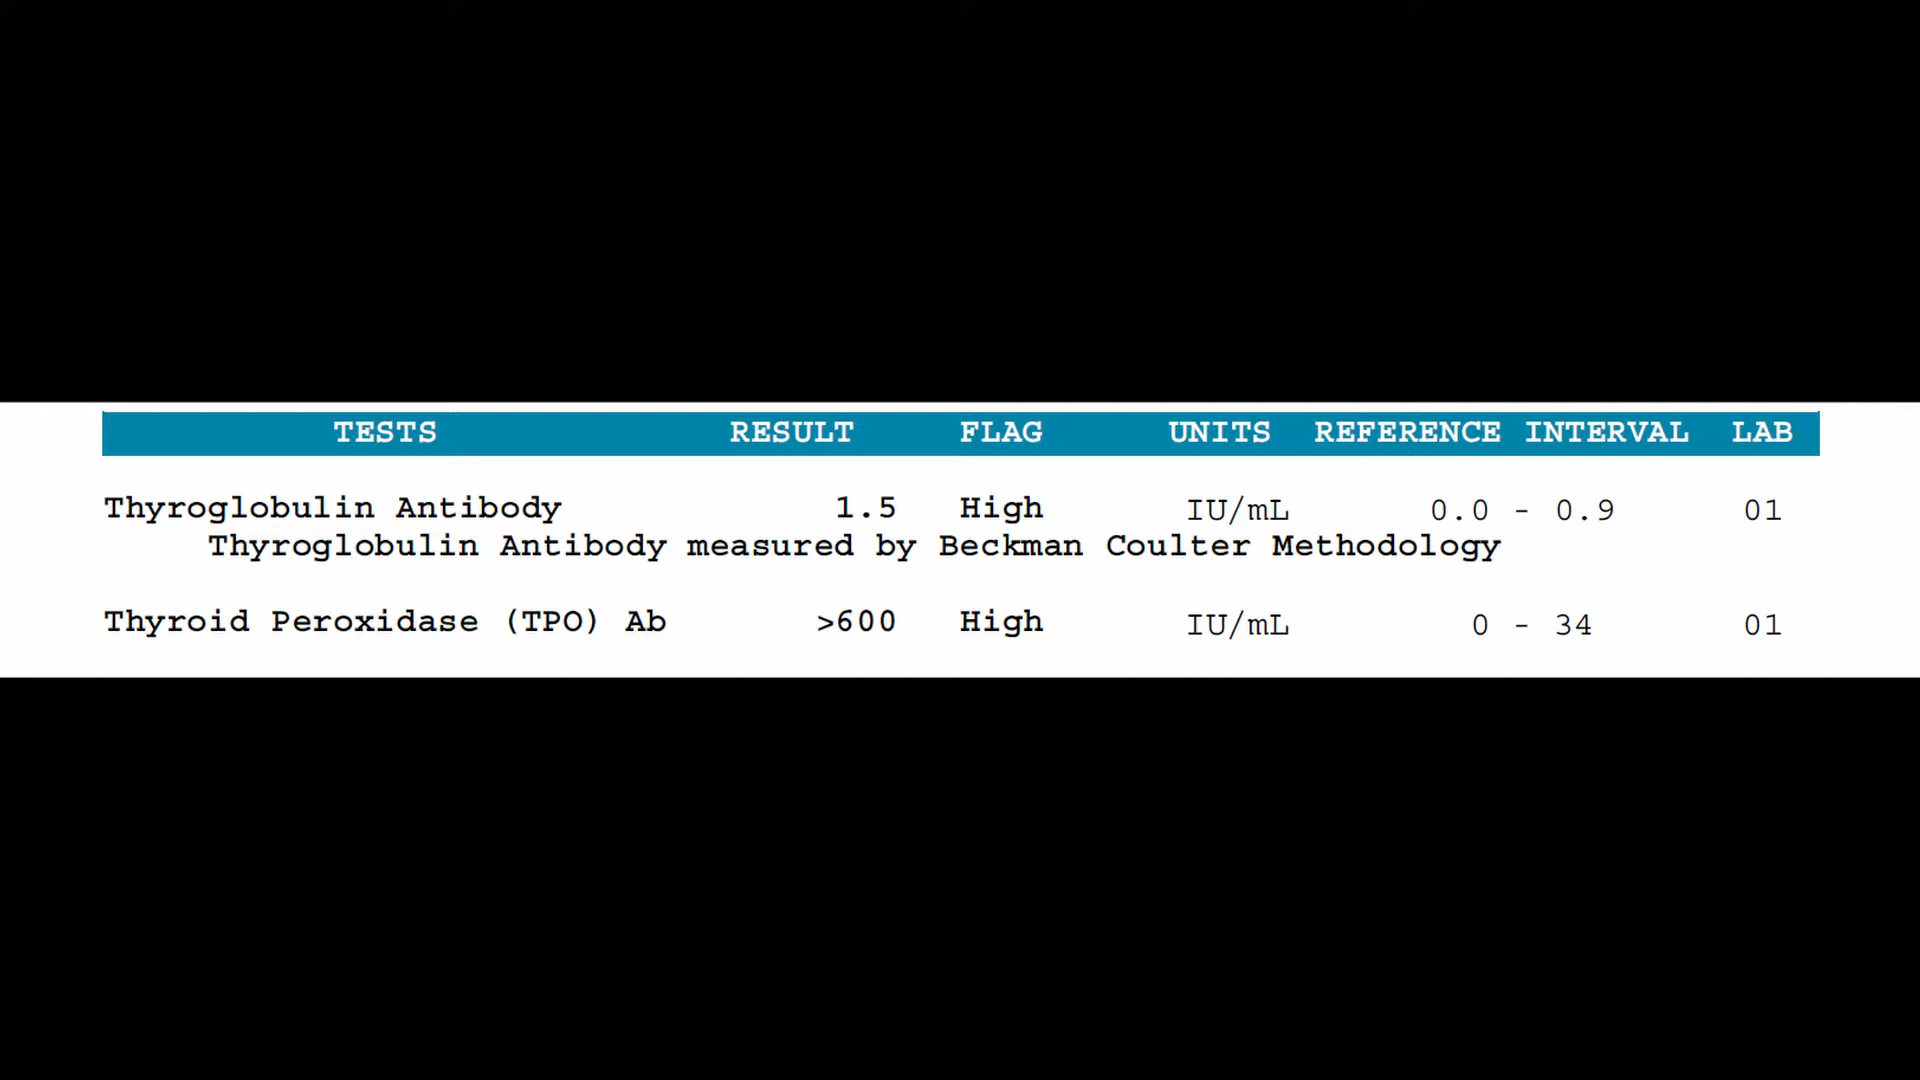 TESTS RESULT FLAG UNITS REFERENCE INTERVAL LAB
Thyroglobulin Antibody 1.5 High IU/mL 0.0 - 0.9 01
Thyroglobulin Antibody measured by Beckman Coulter Methodology
Thyroid Peroxidase (TPO) Ab >600 High IU/mL 0 - 34 01